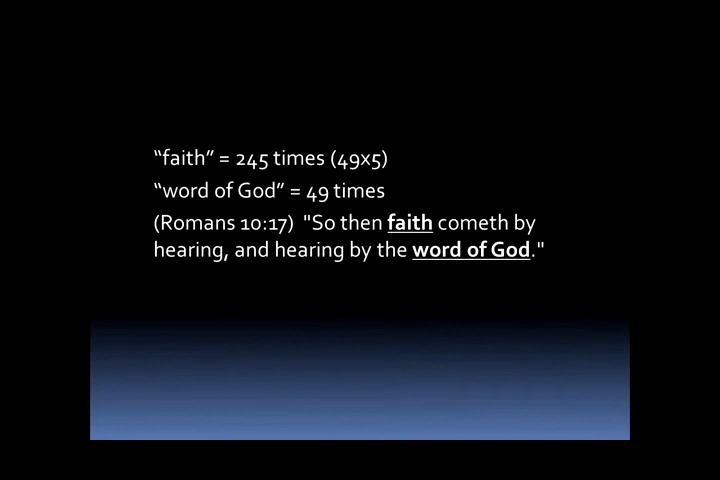 “faith” = 245 times (49x5)
“word of God” = 49 times
(Romans 10:17)  "So then faith cometh by
hearing, and hearing by the word of God."